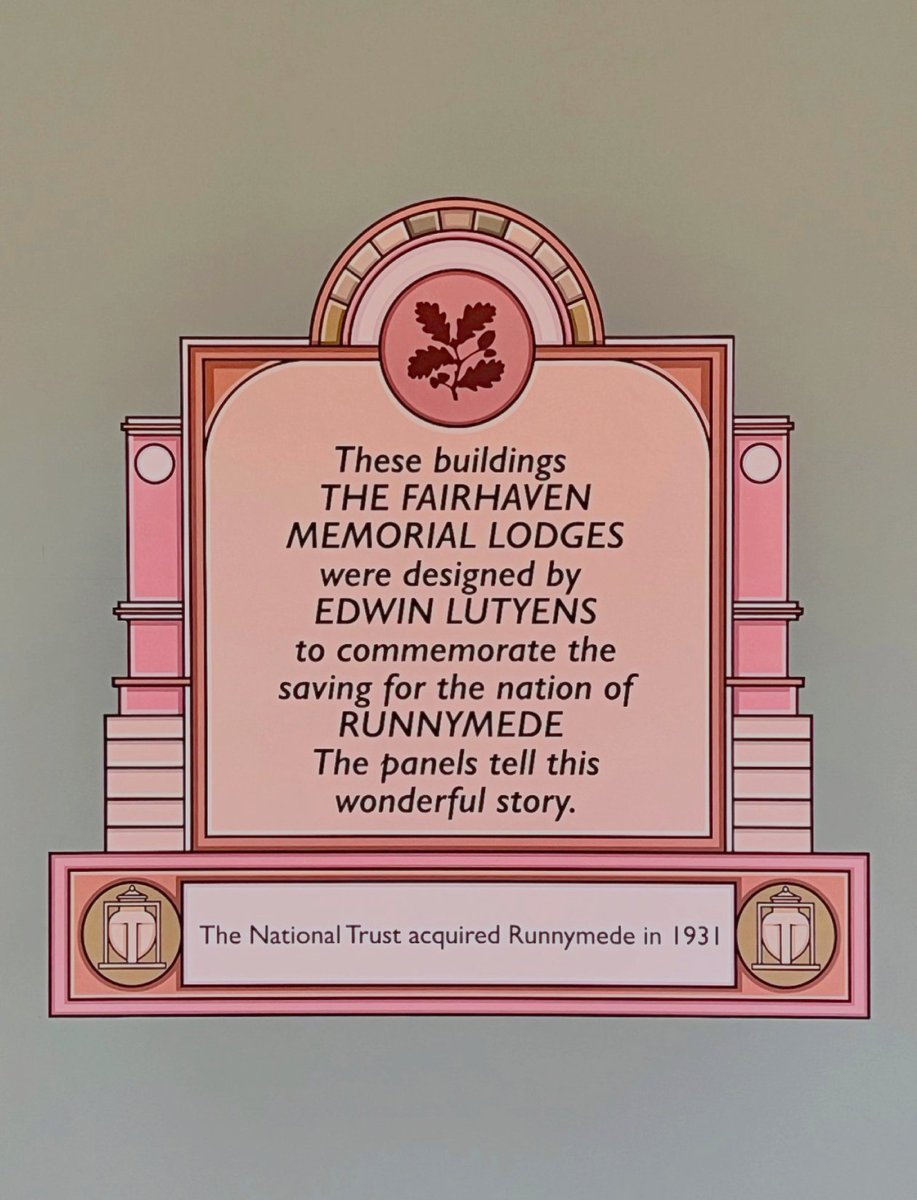 These buildings
THE FAIRHAVEN
MEMORIAL LODGES
were designed by
EDWIN LUTYENS
to commemorate the
saving for the nation of
RUNNYMEDE
The panels tell this
wonderful story.
The National Trust acquired Runnymede in 1931